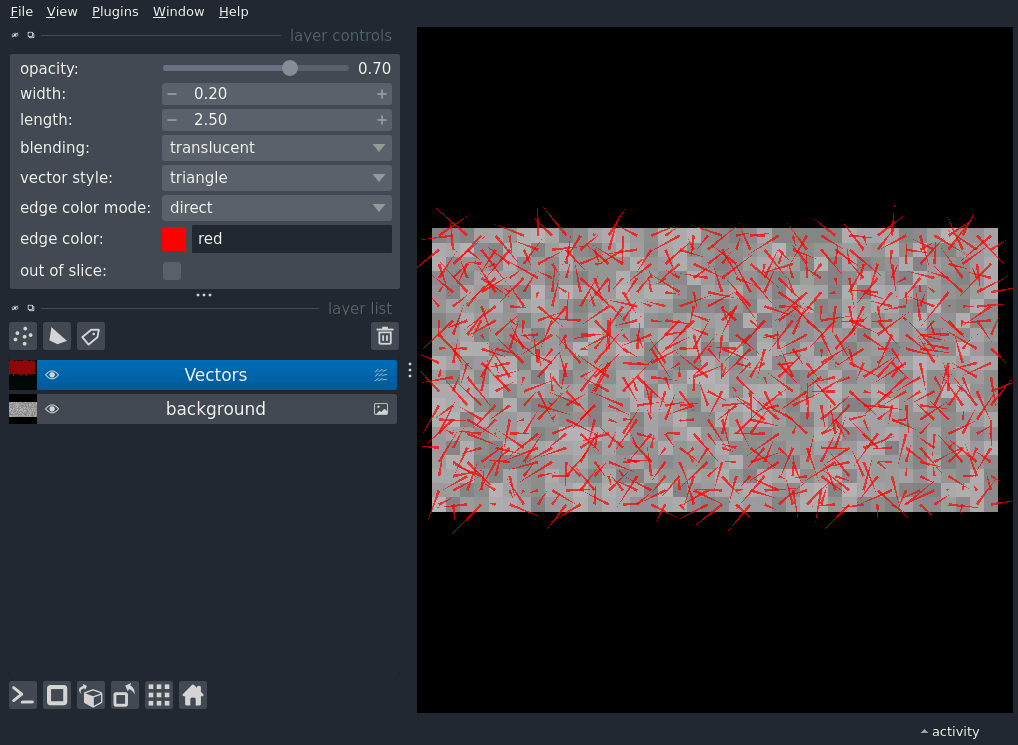 File View Plugins Window Help
layer controls
opacity: 0.70
width: 0.20
length: 2.50
blending: translucent
vector style: triangle
edge color mode: direct
edge color: red
out of slice:
layer list
Vectors
background
activity